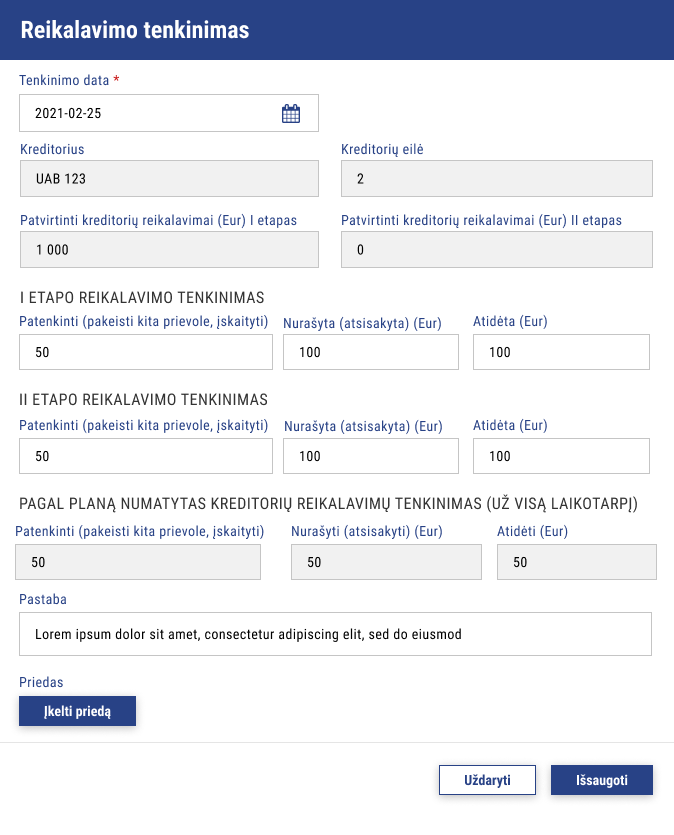 Reikalavimo tenkinimas
Tenkinimo data *
2021-02-25
Kreditorius
Kreditorių eilė
UAB 123
2
Patvirtinti kreditorių reikalavimai (Eur) I etapas
Patvirtinti kreditorių reikalavimai (Eur) II etapas
1 000
0
I ETAPO REIKALAVIMO TENKINIMAS
Patenkinti (pakeisti kita prievole, įskaityti)
Nurašyta (atsisakyta) (Eur)
Atidėta (Eur)
50
100
100
II ETAPO REIKALAVIMO TENKINIMAS
Patenkinti (pakeisti kita prievole, įskaityti)
Nurašyta (atsisakyta) (Eur)
Atidėta (Eur)
50
100
100
PAGAL PLANĄ NUMATYTAS KREDITORIŲ REIKALAVIMŲ TENKINIMAS (UŽ VISĄ LAIKOTARPĮ)
Patenkinti (pakeisti kita prievole, įskaityti)
Nurašyti (atsisakyti) (Eur)
Atidėti (Eur)
50
50
50
Pastaba
Lorem ipsum dolor sit amet, consectetur adipiscing elit, sed do eiusmod
Priedas
Įkelti priedą
Uždaryti
Išsaugoti